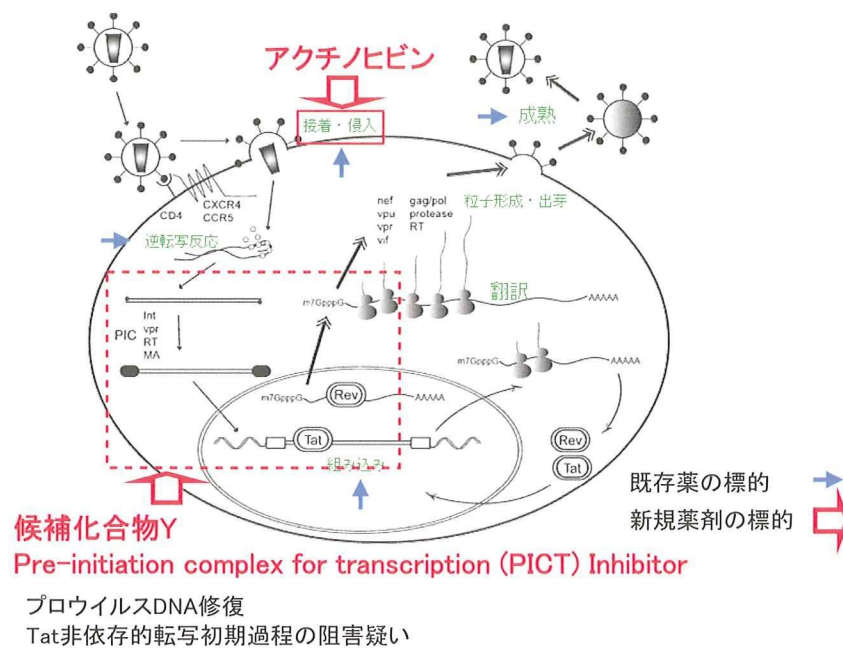 アクチノヒビン
接着・侵入
成熟
CD4
CXCR4
CCR5
逆転写反応
nef
vpu
vpr
vif
gag/pol
protease
RT
粒子形成・出芽
翻訳
m7GpppG
AAAAA
PIC
Int
vpr
RT
MA
m7GpppG
AAAAA
m7GpppG
Rev
AAAAA
Tat
組み込み
Rev
Tat
既存薬の標的
新規薬剤の標的
候補化合物Y
Pre-initiation complex for transcription (PICT) Inhibitor
プロウイルスDNA修復
Tat非依存的転写初期過程の阻害疑い